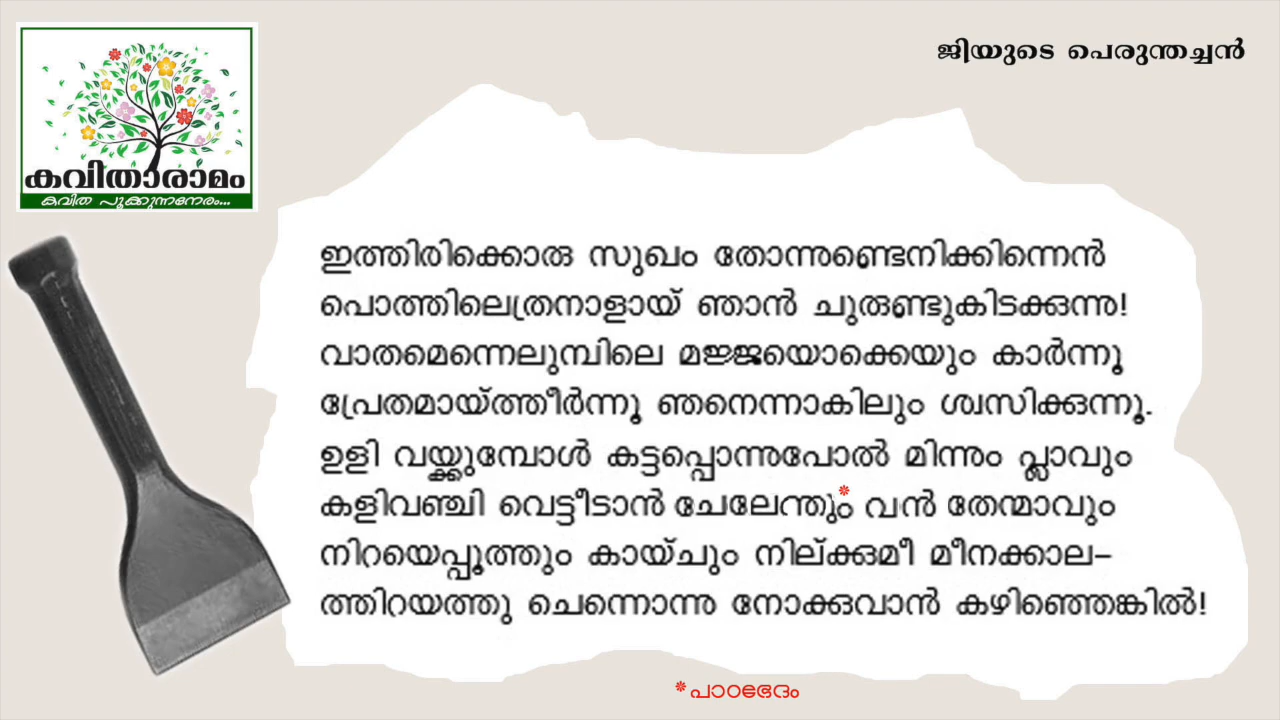 ജിയുടെ പെരുന്തച്ചൻ
കവിതാരാമം
കവിത പൂക്കുന്നനേരം...
ഇത്തിരിക്കൊരു സുഖം തോന്നുണ്ടെനിക്കിന്നെൻ
പൊത്തിലെത്രനാളായ് ഞാൻ ചുരുണ്ടുകിടക്കുന്നു!
വാതമെന്നെലുമ്പിലെ മജ്ജയൊക്കെയും കാർന്നൂ
പ്രേതമായ്ത്തീർന്നൂ ഞനെന്നാകിലും ശ്വസിക്കുന്നൂ.
ഉളി വയ്ക്കുമ്പോൾ കട്ടപ്പൊന്നുപോൽ മിന്നും പ്ലാവും
കളിവഞ്ചി വെട്ടീടാൻ ചേലേന്തും* വൻ തേന്മാവും
നിറയെപ്പൂത്തും കായ്ചും നില്ക്കുമീ മീനക്കാല–
ത്തിറയത്തു ചെന്നൊന്നു നോക്കുവാൻ കഴിഞ്ഞെങ്കിൽ!
*പാഠഭേദം